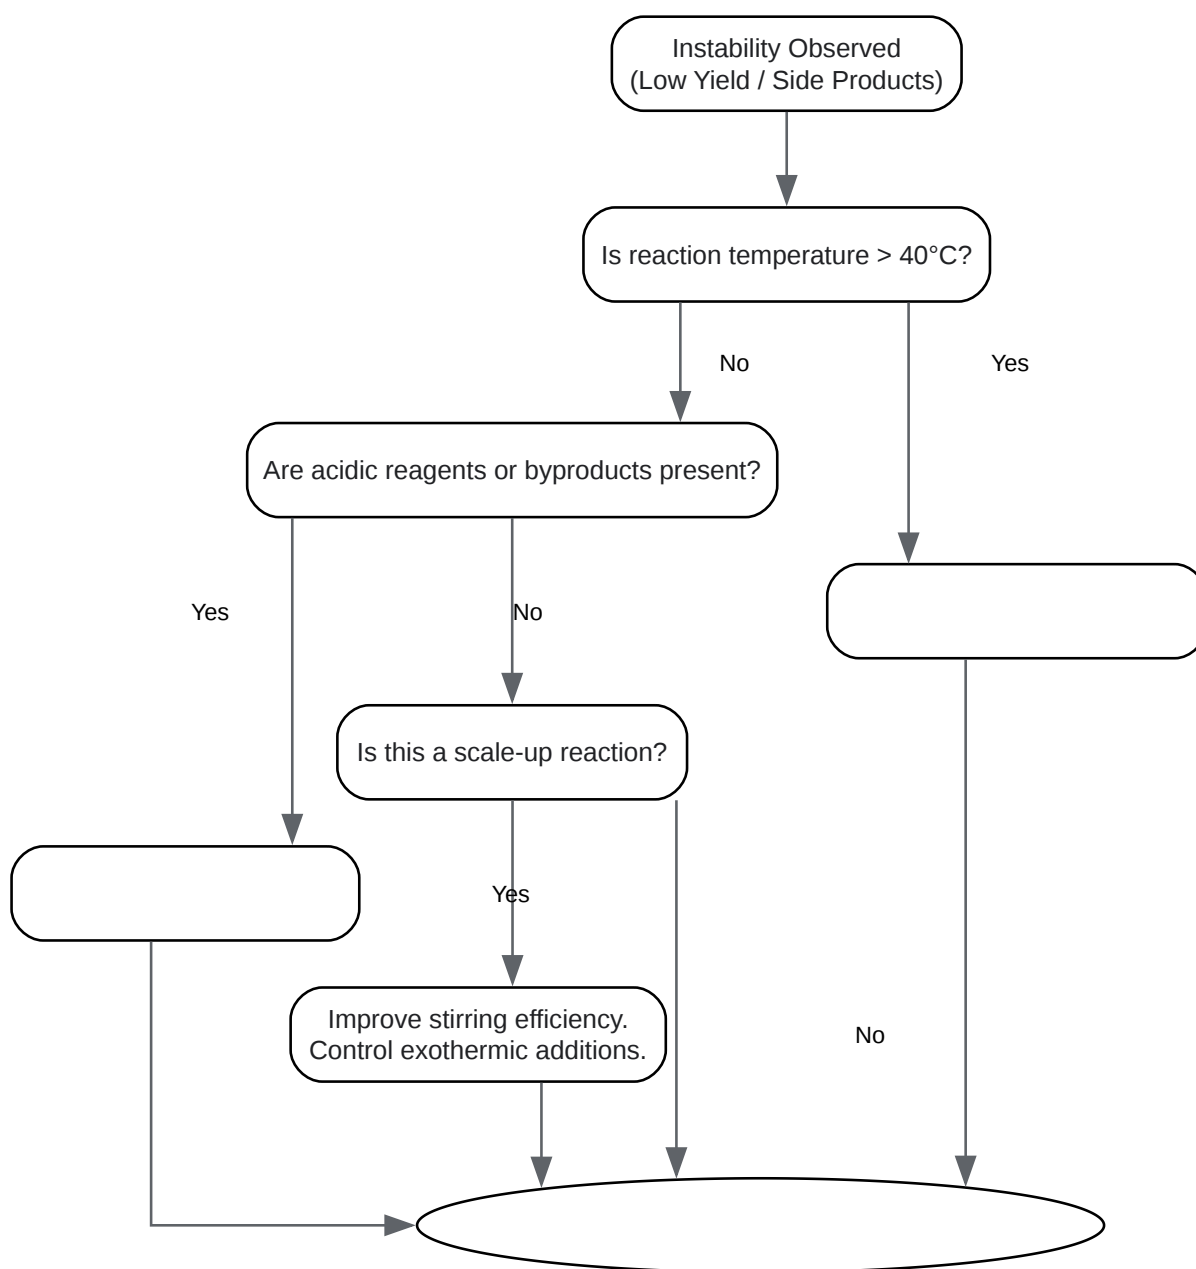 Instability Observed
(Low Yield / Side Products)
Is reaction temperature > 40°C?
No
Yes
Are acidic reagents or byproducts present?
Yes
No
Is this a scale-up reaction?
Yes
Improve stirring efficiency.
Control exothermic additions.
No